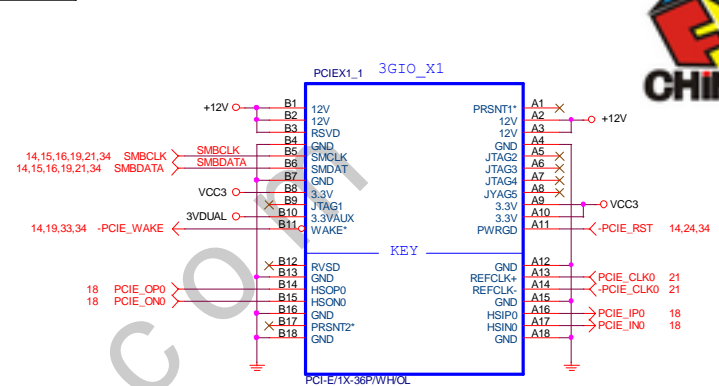 PCIEX1_1 3GIO_X1
+12V B1 12V PRSNT1* A1
B2 12V 12V A2 +12V
B3 RSVD 12V A3
B4 GND GND A4
14,15,16,19,21,34 SMBCLK SMBCLK B5 SMCLK JTAG2 A5
14,15,16,19,21,34 SMBDATA SMBDATA B6 SMDAT JTAG3 A6
B7 GND JTAG4 A7
VCC3 B8 3.3V JYAG5 A8
B9 JTAG1 3.3V A9 VCC3
3VDUAL B10 3.3VAUX 3.3V A10
14,19,33,34 -PCIE_WAKE B11 WAKE* PWRGD A11 -PCIE_RST 14,24,34
KEY
B12 RVSD GND A12
B13 GND REFCLK+ A13 PCIE_CLK0 21
18 PCIE_OP0 B14 HSOP0 REFCLK- A14 -PCIE_CLK0 21
18 PCIE_ON0 B15 HSON0 GND A15
B16 GND HSIP0 A16 PCIE_IP0 18
B17 PRSNT2* HSIN0 A17 PCIE_IN0 18
B18 GND GND A18
PCI-E/1X-36P/WH/OL
com